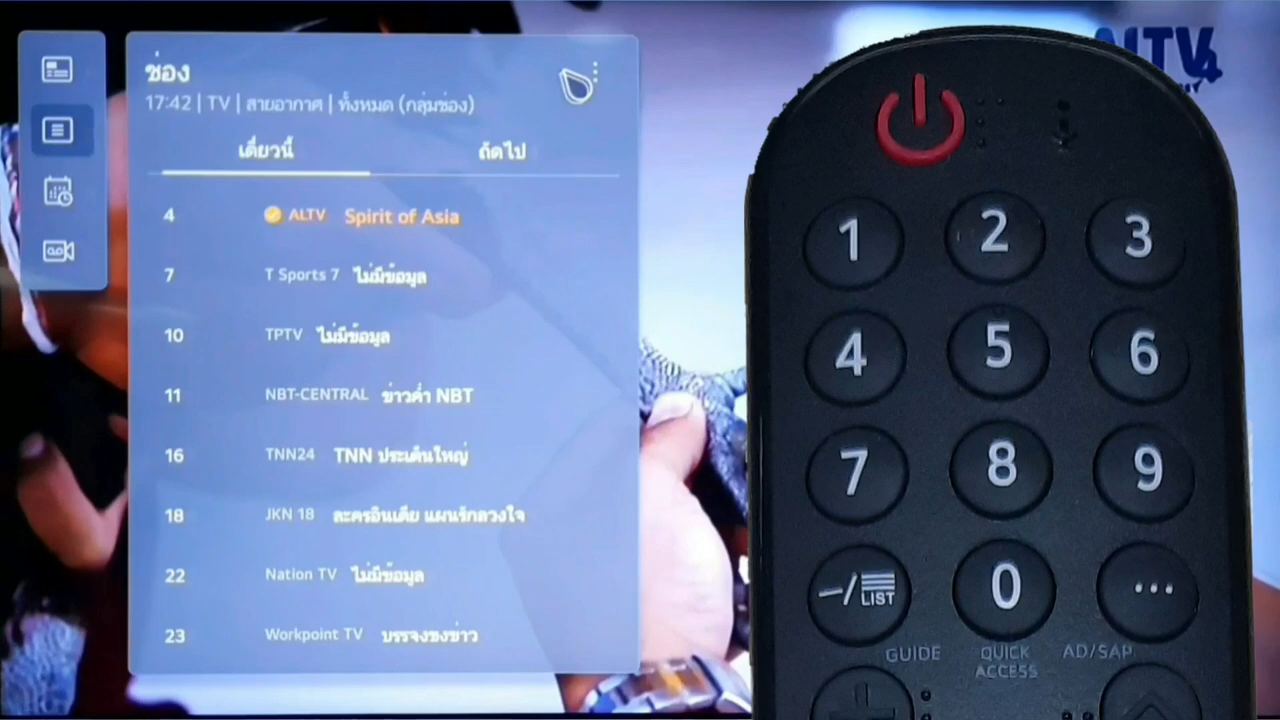 ช่อง
17:42 | TV | สายอากาศ | ทั้งหมด (กลุ่มช่อง)
เดี๋ยวนี้ ถัดไป
4 ALTV Spirit of Asia
7 T Sports 7 ไม่มีข้อมูล
10 TPTV ไม่มีข้อมูล
11 NBT-CENTRAL ข่าวค่ำ NBT
16 TNN24 TNN ประเด็นใหญ่
18 JKN 18 ละครอินเดีย แผนรักลวงใจ
22 Nation TV ไม่มีข้อมูล
23 Workpoint TV บรรจงชงข่าว
ALTV4
1 2 3
4 5 6
7 8 9
-/LIST 0 ...
GUIDE QUICK ACCESS AD/SAP
+